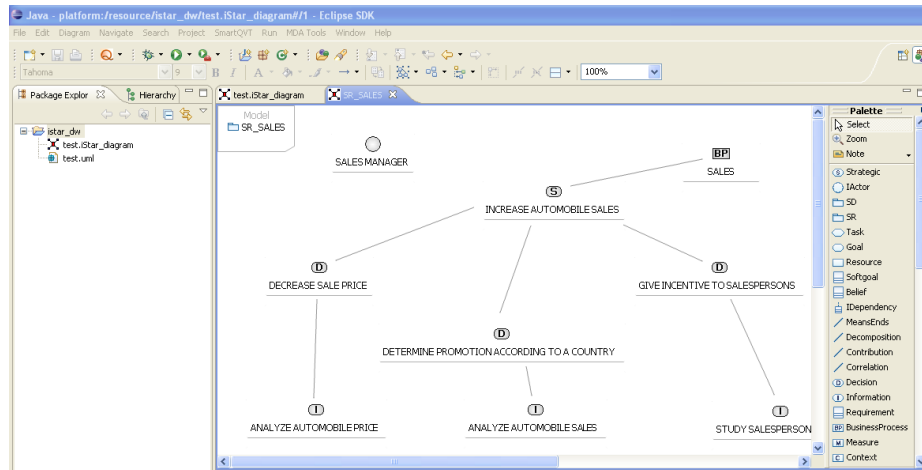 Java - platform:/resource/istar_dw/test.iStar_diagram#/1 - Eclipse SDK
File Edit Diagram Navigate Search Project SmartQVT Run MDA Tools Window Help
Tahoma 9 B I A 100%
Package Explor Hierarchy
istar_dw
test.iStar_diagram
test.uml
test.iStar_diagram SR_SALES
Model
SR_SALES
SALES MANAGER
BP
SALES
S
INCREASE AUTOMOBILE SALES
D
DECREASE SALE PRICE
D
GIVE INCENTIVE TO SALESPERSONS
D
DETERMINE PROMOTION ACCORDING TO A COUNTRY
I
ANALYZE AUTOMOBILE PRICE
I
ANALYZE AUTOMOBILE SALES
I
STUDY SALESPERSON
Palette
Select
Zoom
Note
S Strategic
IActor
SD
SR
Task
Goal
Resource
Softgoal
Belief
IDependency
MeansEnds
Decomposition
Contribution
Correlation
D Decision
I Information
Requirement
BP BusinessProcess
M Measure
C Context